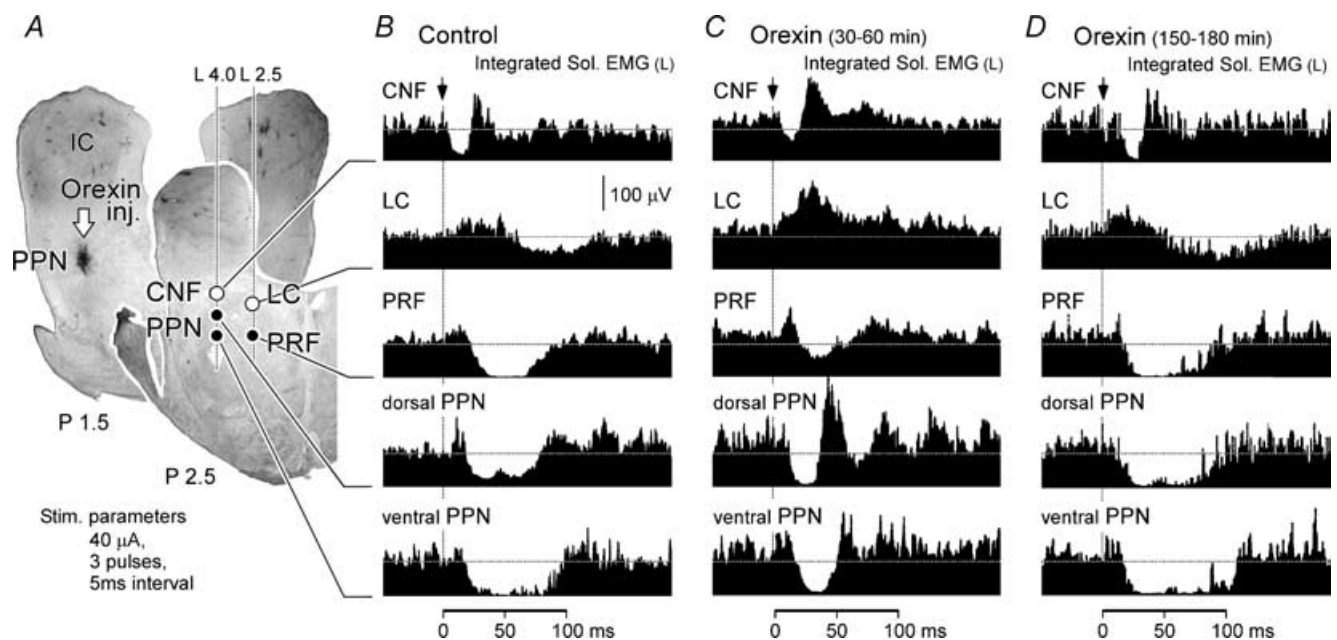 A
L 4.0 L 2.5
IC
Orexin
inj.
PPN
CNF
LC
PPN
PRF
P 1.5
P 2.5
Stim. parameters
40 µA,
3 pulses,
5ms interval
B Control
Integrated Sol. EMG (L)
CNF
LC
100 µV
PRF
dorsal PPN
ventral PPN
0 50 100 ms
C Orexin (30-60 min)
Integrated Sol. EMG (L)
CNF
LC
PRF
dorsal PPN
ventral PPN
0 50 100 ms
D Orexin (150-180 min)
Integrated Sol. EMG (L)
CNF
LC
PRF
dorsal PPN
ventral PPN
0 50 100 ms